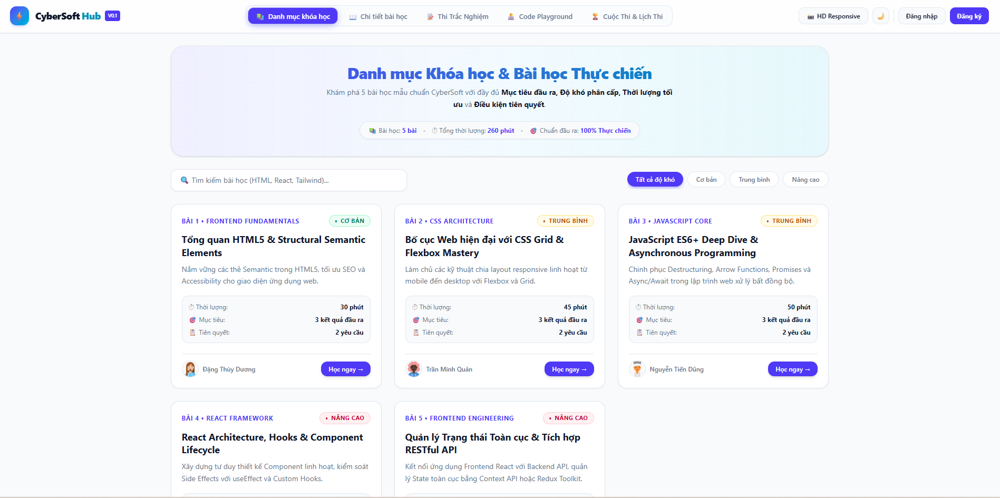 CyberSoft Hub V0.1
Danh mục khóa học
Chi tiết bài học
Thi Trắc Nghiệm
Code Playground
Cuộc Thi & Lịch Thi
HD Responsive
Đăng nhập
Đăng ký
Danh mục Khóa học & Bài học Thực chiến
Khám phá 5 bài học mẫu chuẩn CyberSoft với đầy đủ Mục tiêu đầu ra, Độ khó phân cấp, Thời lượng tối
ưu và Điều kiện tiên quyết.
Bài học: 5 bài • Tổng thời lượng: 260 phút • Chuẩn đầu ra: 100% Thực chiến
Tìm kiếm bài học (HTML, React, Tailwind)...
Tất cả độ khó
Cơ bản
Trung bình
Nâng cao
BÀI 1 • FRONTEND FUNDAMENTALS
• CƠ BẢN
Tổng quan HTML5 & Structural Semantic
Elements
Nắm vững các thẻ Semantic trong HTML5, tối ưu SEO và
Accessibility cho giao diện ứng dụng web.
Thời lượng: 30 phút
Mục tiêu: 3 kết quả đầu ra
Tiên quyết: 2 yêu cầu
Đặng Thùy Dương
Học ngay →
BÀI 2 • CSS ARCHITECTURE
• TRUNG BÌNH
Bố cục Web hiện đại với CSS Grid &
Flexbox Mastery
Làm chủ các kỹ thuật chia layout responsive linh hoạt từ
mobile đến desktop với Flexbox và Grid.
Thời lượng: 45 phút
Mục tiêu: 3 kết quả đầu ra
Tiên quyết: 2 yêu cầu
Trần Minh Quân
Học ngay →
BÀI 3 • JAVASCRIPT CORE
• TRUNG BÌNH
JavaScript ES6+ Deep Dive &
Asynchronous Programming
Chinh phục Destructuring, Arrow Functions, Promises và
Async/Await trong lập trình web xử lý bất đồng bộ.
Thời lượng: 50 phút
Mục tiêu: 3 kết quả đầu ra
Tiên quyết: 2 yêu cầu
Nguyễn Tiến Dũng
Học ngay →
BÀI 4 • REACT FRAMEWORK
• NÂNG CAO
React Architecture, Hooks & Component
Lifecycle
Xây dựng tư duy thiết kế Component linh hoạt, kiểm soát
Side Effects với useEffect và Custom Hooks.
BÀI 5 • FRONTEND ENGINEERING
• NÂNG CAO
Quản lý Trạng thái Toàn cục & Tích hợp
RESTful API
Kết nối ứng dụng Frontend React với Backend API, quản
lý State toàn cục bằng Context API hoặc Redux Toolkit.